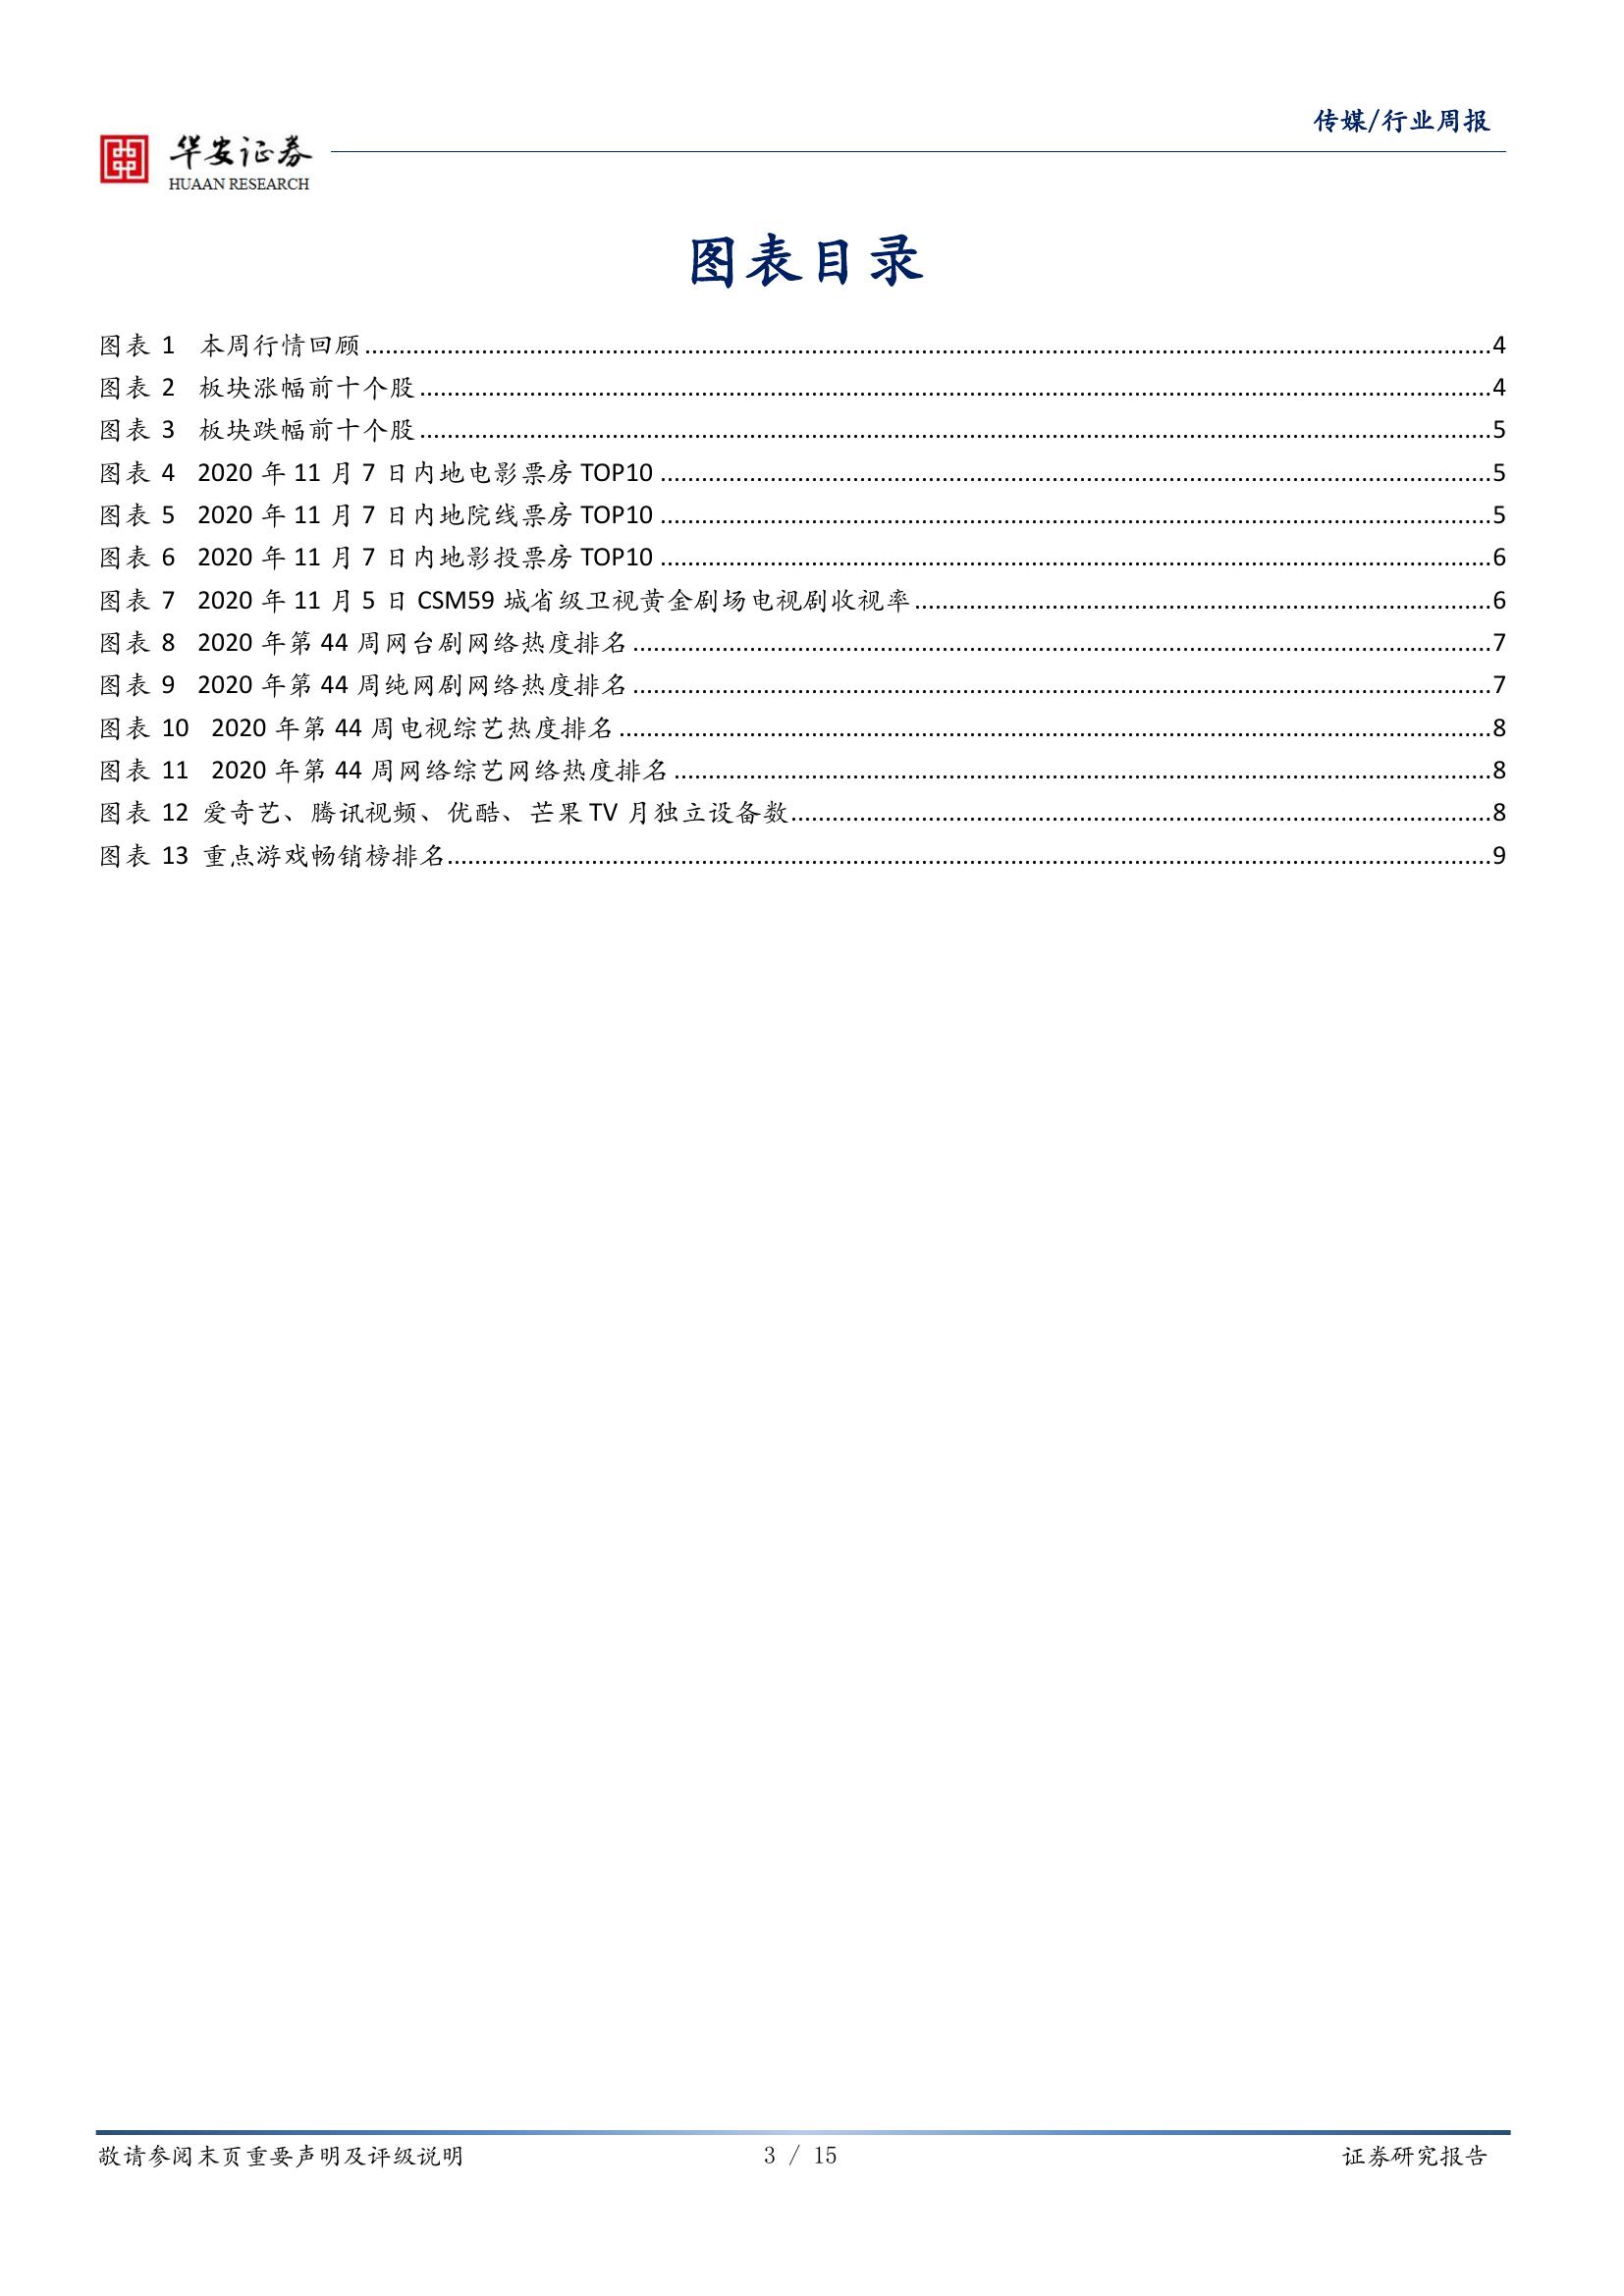 传媒/行业周报
华安证券
HUAAN RESEARCH
图表目录
图表 1 本周行情回顾....................4
图表 2 板块涨幅前十个股....................4
图表 3 板块跌幅前十个股....................5
图表 4 2020 年 11 月 7 日内地电影票房 TOP10....................5
图表 5 2020 年 11 月 7 日内地院线票房 TOP10....................5
图表 6 2020 年 11 月 7 日内地影投票房 TOP10....................6
图表 7 2020 年 11 月 5 日 CSM59 城省级卫视黄金剧场电视剧收视率....................6
图表 8 2020 年第 44 周网台剧网络热度排名....................7
图表 9 2020 年第 44 周纯网剧网络热度排名....................7
图表 10 2020 年第 44 周电视综艺热度排名....................8
图表 11 2020 年第 44 周网络综艺网络热度排名....................8
图表 12 爱奇艺、腾讯视频、优酷、芒果 TV 月独立设备数....................8
图表 13 重点游戏畅销榜排名....................9
敬请参阅末页重要声明及评级说明 3 / 15 证券研究报告